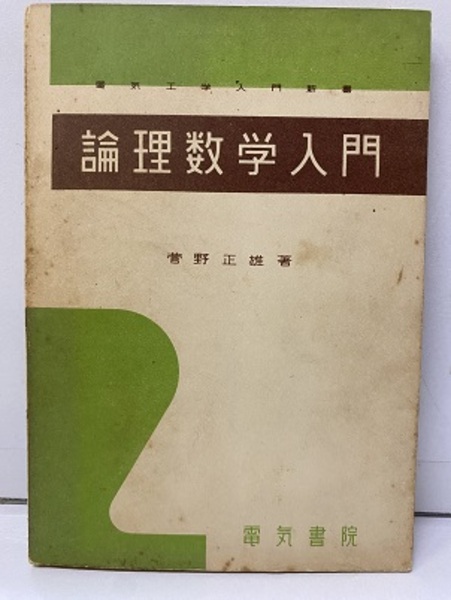 電気工学入門新書
論理数学入門
菅野正雄著
電気書院